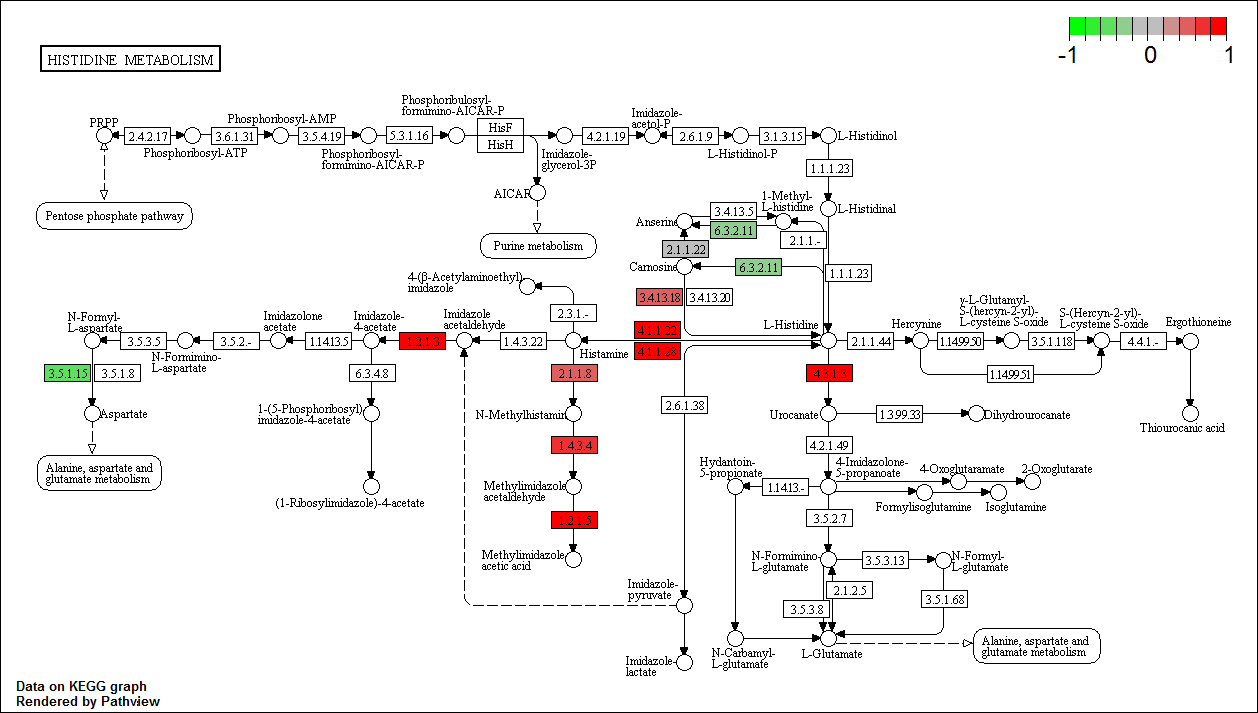 -1
0
1
HISTIDINE METABOLISM
PRPP
2.4.2.17
Phosphoribosyl-ATP
3.6.1.31
Phosphoribosyl-AMP
3.5.4.19
Phosphoribosyl-
formimino-AICAR-P
5.3.1.16
Phosphoribulosyl-
formimino-AICAR-P
HisF
HisH
Imidazole-
glycerol-3P
4.2.1.19
Imidazole-
acetol-P
2.6.1.9
L-Histidinol-P
3.1.3.15
L-Histidinol
1.1.1.23
L-Histidinal
1.1.1.23
AICAR
Pentose phosphate pathway
Purine metabolism
1-Methyl-
L-histidine
Anserine
3.4.13.5
6.3.2.11
2.1.1.-
2.1.1.22
Carnosine
6.3.2.11
3.4.13.18
3.4.13.20
4-(β-Acetylaminoethyl)
imidazole
2.3.1.-
N-Formyl-
L-aspartate
3.5.3.5
N-Formimino-
L-aspartate
3.5.2.-
Imidazolone
acetate
1.14.13.5
Imidazole-
4-acetate
1.2.1.3
Imidazole
acetaldehyde
1.4.3.22
Histamine
4.1.1.22
4.1.1.28
L-Histidine
2.1.1.44
Hercynine
1.14.99.50
γ-L-Glutamyl-
S-(hercyn-2-yl)-
L-cysteine S-oxide
3.5.1.118
S-(Hercyn-2-yl)-
L-cysteine S-oxide
4.4.1.-
Ergothioneine
1.14.99.51
3.5.1.15
3.5.1.8
6.3.4.8
2.1.1.8
4.3.1.3
Aspartate
1-(5-Phosphoribosyl)
imidazole-4-acetate
N-Methylhistamin
2.6.1.38
Urocanate
1.3.99.33
Dihydrourocanate
Thiourocanic acid
Alanine, aspartate and
glutamate metabolism
(1-Ribosylimidazole)-4-acetate
1.4.3.4
Methylimidazole
acetaldehyde
1.2.1.5
Methylimidazole
acetic acid
4.2.1.49
Hydantoin-
5-propionate
1.14.13.-
4-Imidazolone-
5-propanoate
4-Oxoglutaramate
2-Oxoglutarate
Formylisoglutamine
Isoglutamine
3.5.2.7
N-Formimino-
L-glutamate
3.5.3.13
N-Formyl-
L-glutamate
2.1.2.5
3.5.3.8
3.5.1.68
Imidazole-
pyruvate
Imidazole-
lactate
N-Carbamyl-
L-glutamate
L-Glutamate
Alanine, aspartate and
glutamate metabolism
Data on KEGG graph
Rendered by Pathview